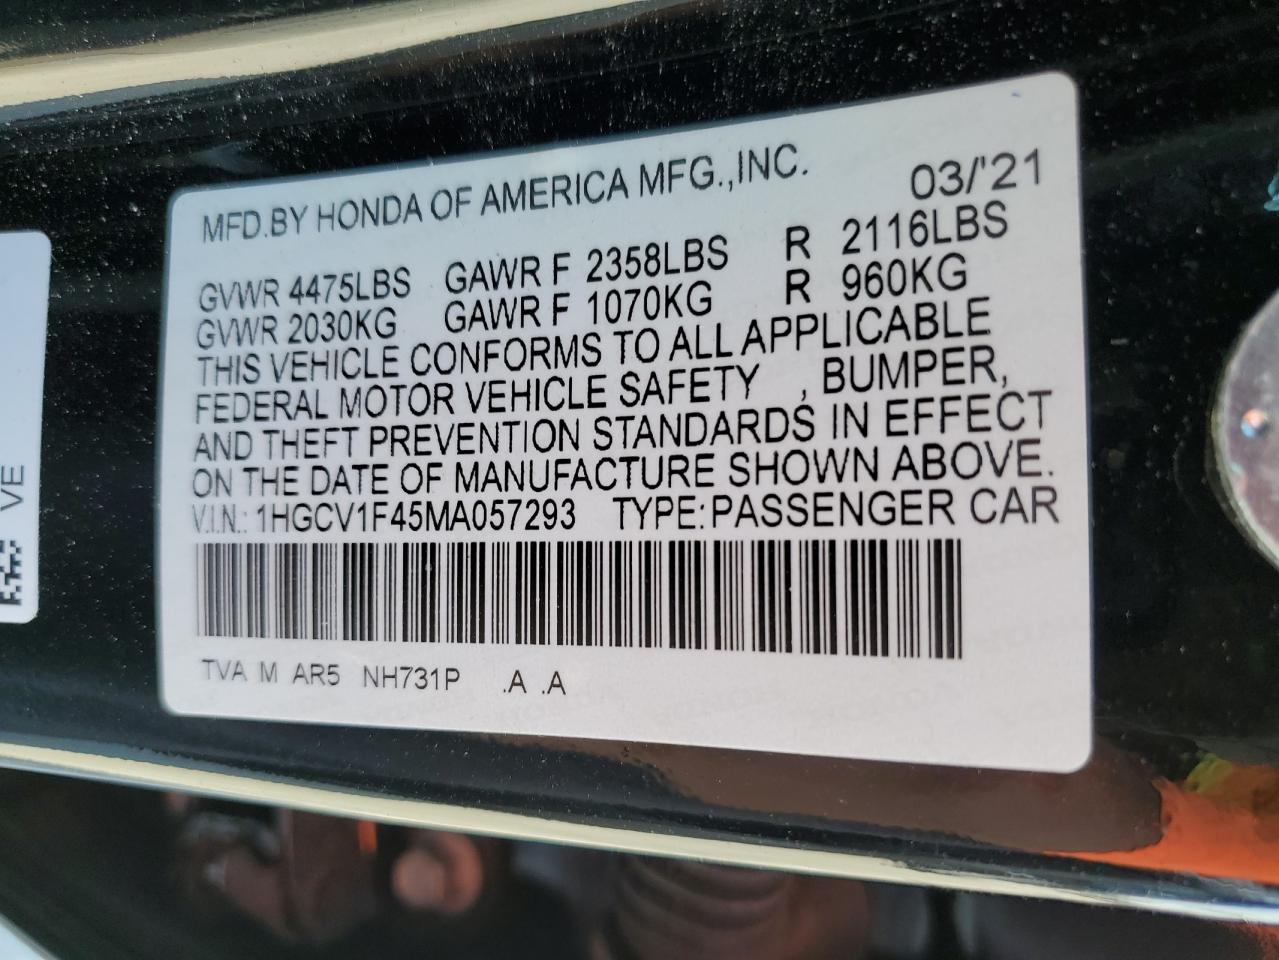 MFD.BY HONDA OF AMERICA MFG.,INC. 03/'21
GVWR 4475LBS GAWR F 2358LBS R 2116LBS
GVWR 2030KG GAWR F 1070KG R 960KG
THIS VEHICLE CONFORMS TO ALL APPLICABLE
FEDERAL MOTOR VEHICLE SAFETY , BUMPER,
AND THEFT PREVENTION STANDARDS IN EFFECT
ON THE DATE OF MANUFACTURE SHOWN ABOVE.
V.I.N.: 1HGCV1F45MA057293 TYPE:PASSENGER CAR
TVA M AR5 NH731P .A .A
VE